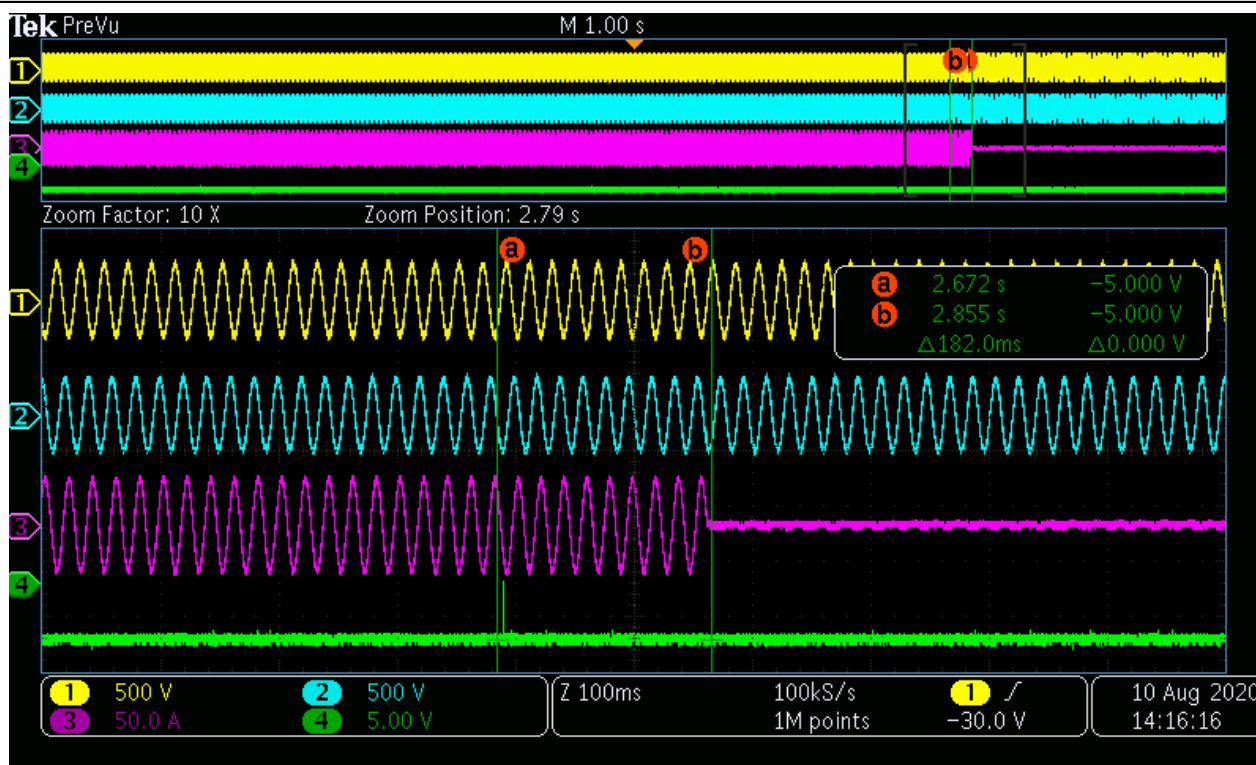 Tek PreVu M 1.00 s
1
b
2
3
4
Zoom Factor: 10 X Zoom Position: 2.79 s
a b
1
a 2.672 s -5.000 V
b 2.855 s -5.000 V
△182.0ms △0.000 V
2
3
4
1 500 V 2 500 V Z 100ms 100kS/s 1 10 Aug 2020
3 50.0 A 4 5.00 V 1M points -30.0 V 14:16:16